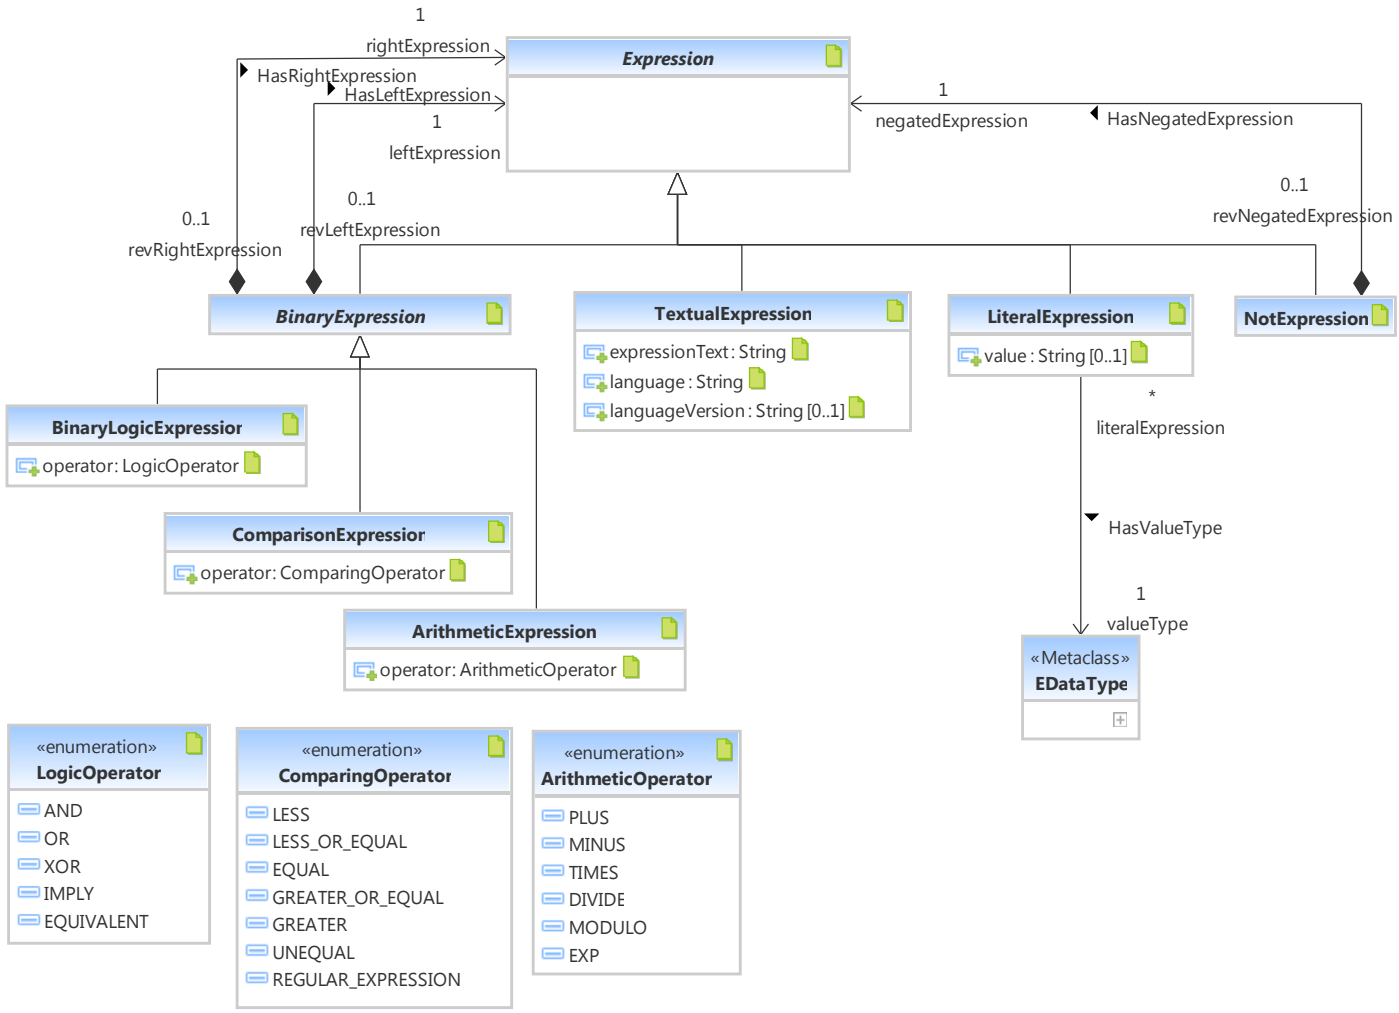 1
rightExpression
HasRightExpression
HasLeftExpression
1
leftExpression
Expression
1
negatedExpression
HasNegatedExpression
0..1
revRightExpression
0..1
revLeftExpression
0..1
revNegatedExpression
BinaryExpression
TextualExpression
expressionText: String
language: String
languageVersion: String [0..1]
LiteralExpression
value: String [0..1]
NotExpression
BinaryLogicExpression
operator: LogicOperator
ComparisonExpression
operator: ComparingOperator
ArithmeticExpression
operator: ArithmeticOperator
*
literalExpression
HasValueType
1
valueType
«Metaclass»
EDataType
«enumeration»
LogicOperator
AND
OR
XOR
IMPLY
EQUIVALENT
«enumeration»
ComparingOperator
LESS
LESS_OR_EQUAL
EQUAL
GREATER_OR_EQUAL
GREATER
UNEQUAL
REGULAR_EXPRESSION
«enumeration»
ArithmeticOperator
PLUS
MINUS
TIMES
DIVIDE
MODULO
EXP